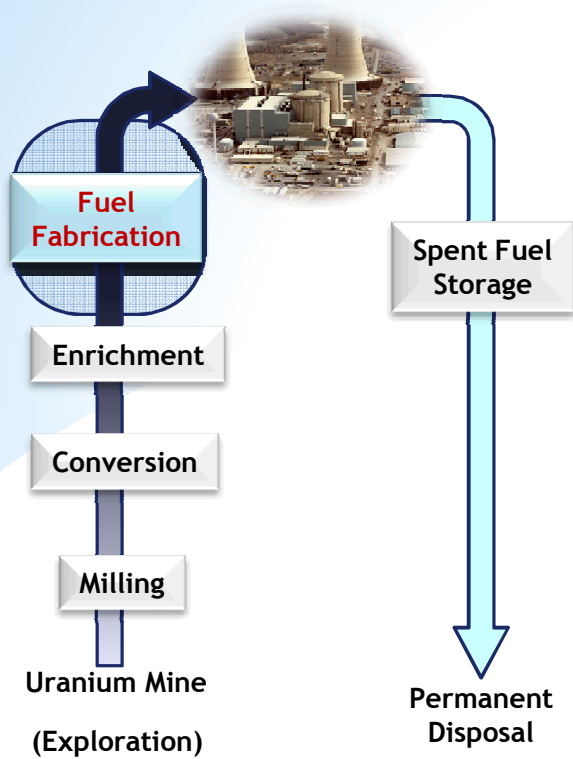 Fuel
Fabrication
Enrichment
Conversion
Milling
Uranium Mine
(Exploration)
Spent Fuel
Storage
Permanent
Disposal